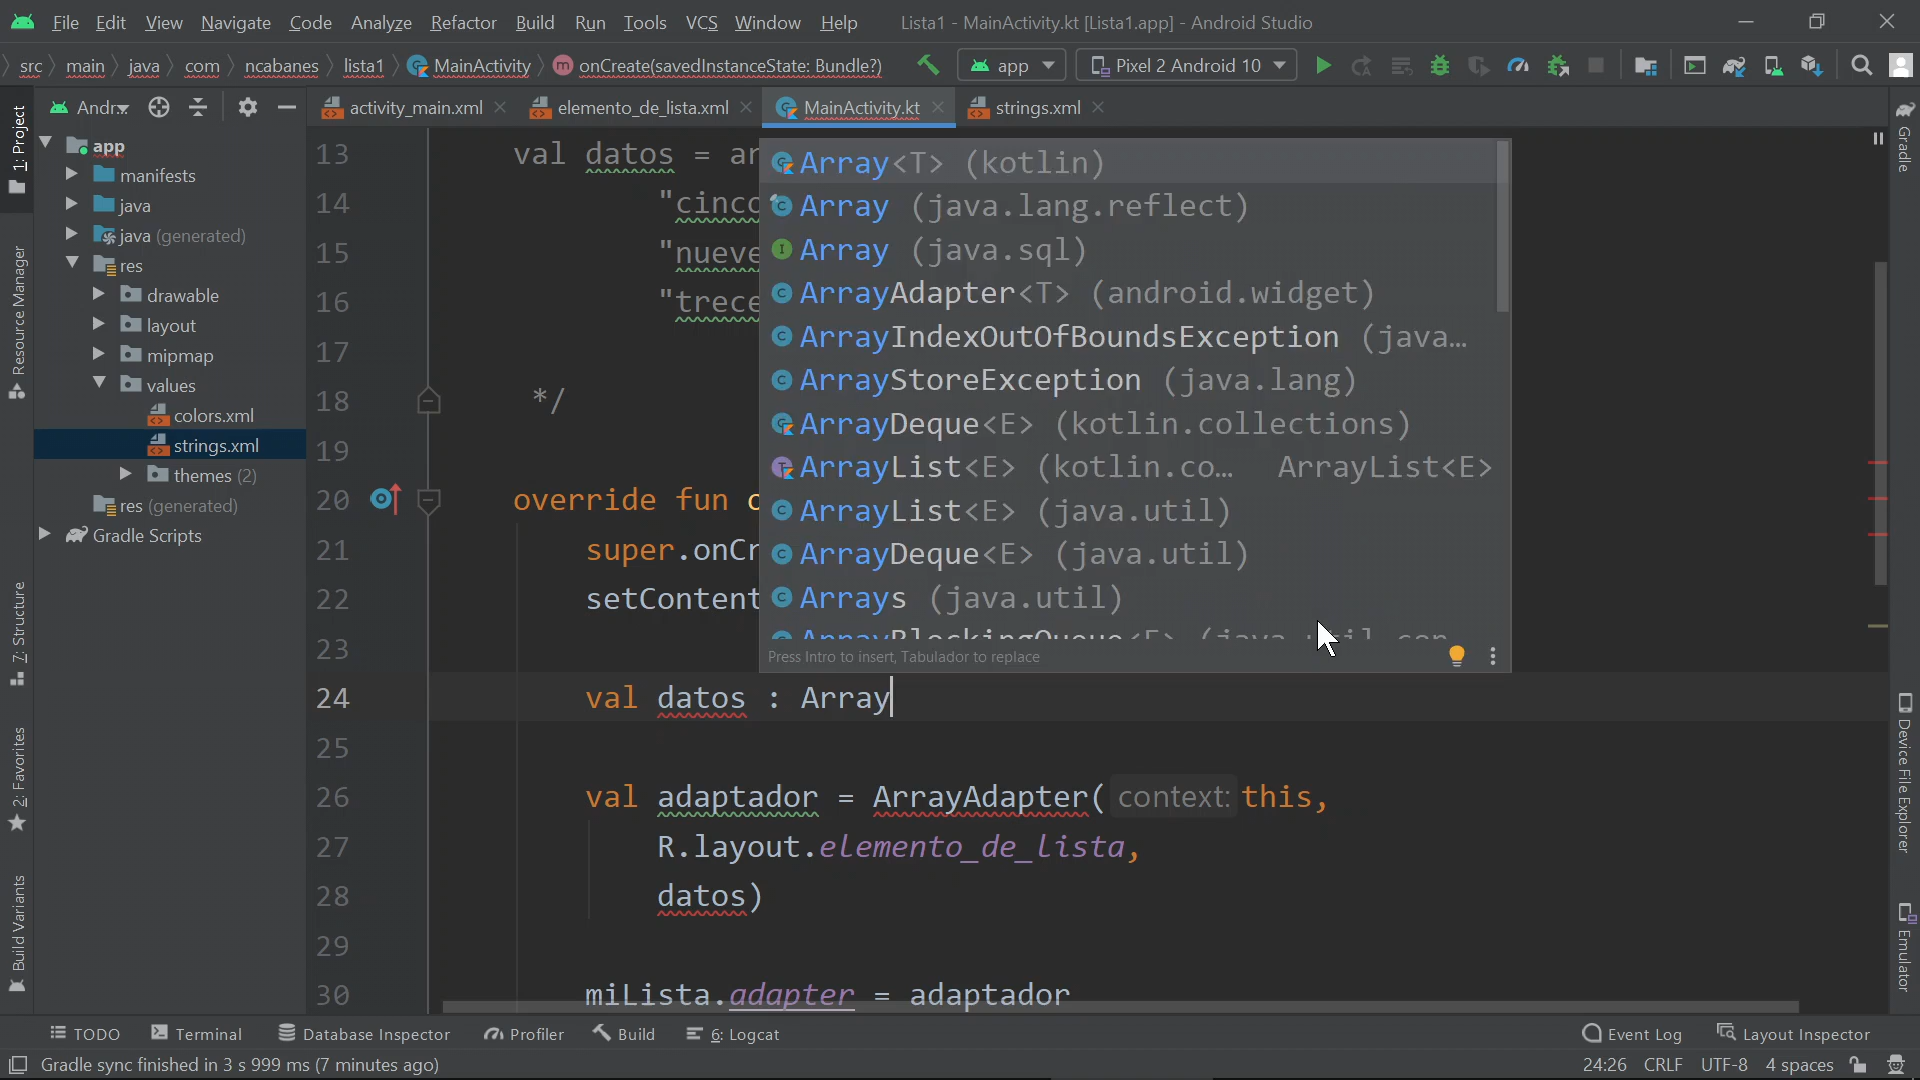 File Edit View Navigate Code Analyze Refactor Build Run Tools VCS Window Help Lista1 - MainActivity.kt [Lista1.app] - Android Studio
src main java com ncabanes lista1 MainActivity onCreate(savedInstanceState: Bundle?) app Pixel 2 Android 10
Andr.. activity_main.xml elemento_de_lista.xml MainActivity.kt strings.xml
1: Project
Resource Manager
7: Structure
2: Favorites
Build Variants
app
manifests
java
java (generated)
res
drawable
layout
mipmap
values
colors.xml
strings.xml
themes (2)
res (generated)
Gradle Scripts
13 val datos = ar
14 "cinco
15 "nueve
16 "trece
17
18 */
19
20 override fun o
21 super.onCr
22 setContent
23
24 val datos : Array
25
26 val adaptador = ArrayAdapter( context: this,
27 R.layout.elemento_de_lista,
28 datos)
29
30 miLista.adapter = adaptador
Array<T> (kotlin)
Array (java.lang.reflect)
Array (java.sql)
ArrayAdapter<T> (android.widget)
ArrayIndexOutOfBoundsException (java…
ArrayStoreException (java.lang)
ArrayDeque<E> (kotlin.collections)
ArrayList<E> (kotlin.co… ArrayList<E>
ArrayList<E> (java.util)
ArrayDeque<E> (java.util)
Arrays (java.util)
ArrayBlockingQueue<E> (java.util.con
Press Intro to insert, Tabulador to replace
Gradle
Device File Explorer
Emulator
TODO Terminal Database Inspector Profiler Build 6: Logcat Event Log Layout Inspector
Gradle sync finished in 3 s 999 ms (7 minutes ago) 24:26 CRLF UTF-8 4 spaces